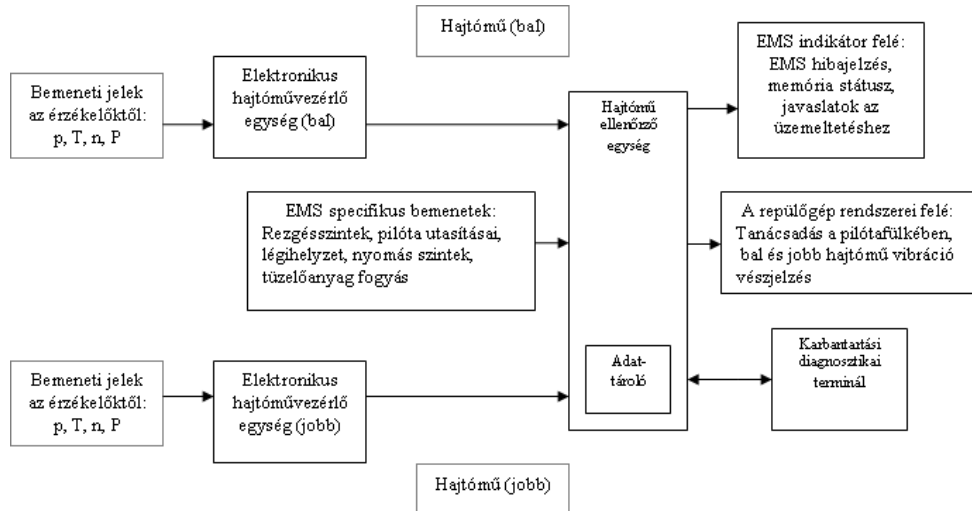 Hajtómű (bal)
EMS indikátor felé:
EMS hibajelzés,
memória státusz,
javaslatok az
üzemeltetéshez
Elektronikus
hajtóművezérlő
egység (bal)
Bemeneti jelek
az érzékelőktől:
p, T, n, P
Hajtómű
ellenőrző
egység
EMS specifikus bemenetek:
Rezgésszintek, pilóta utasításai,
légihelyzet, nyomás szintek,
tüzelőanyag fogyás
A repülőgép rendszerei felé:
Tanácsadás a pilótafülkében,
bal és jobb hajtómű vibráció
vészjelzés
Adat-
tároló
Karbantartási
diagnosztikai
terminál
Bemeneti jelek
az érzékelőktől:
p, T, n, P
Elektronikus
hajtóművezérlő
egység (jobb)
Hajtómű (jobb)